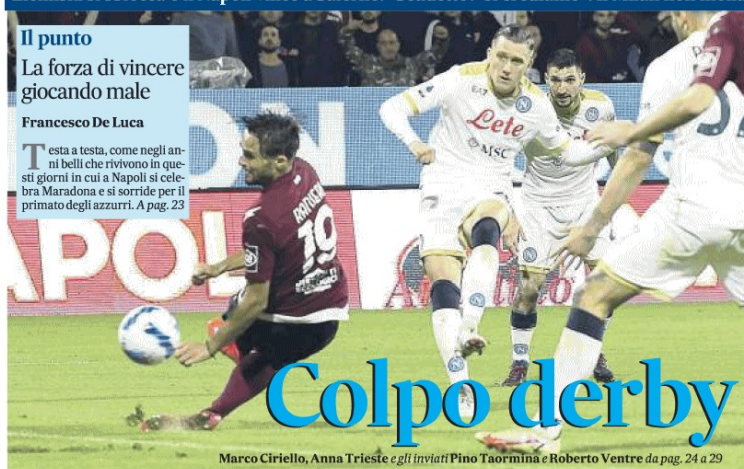 Il punto
La forza di vincere
giocando male
Francesco De Luca
Testa a testa, come negli an-
ni belli che rivivono in que-
sti giorni in cui a Napoli si cele-
bra Maradona e si sorride per il
primato degli azzurri. A pag. 23
EA7
Lete
MSC
RANIERI
19
APOL
Colpo derby
Marco Ciriello, Anna Trieste e gli inviati Pino Taormina e Roberto Ventre da pag. 24 a 29